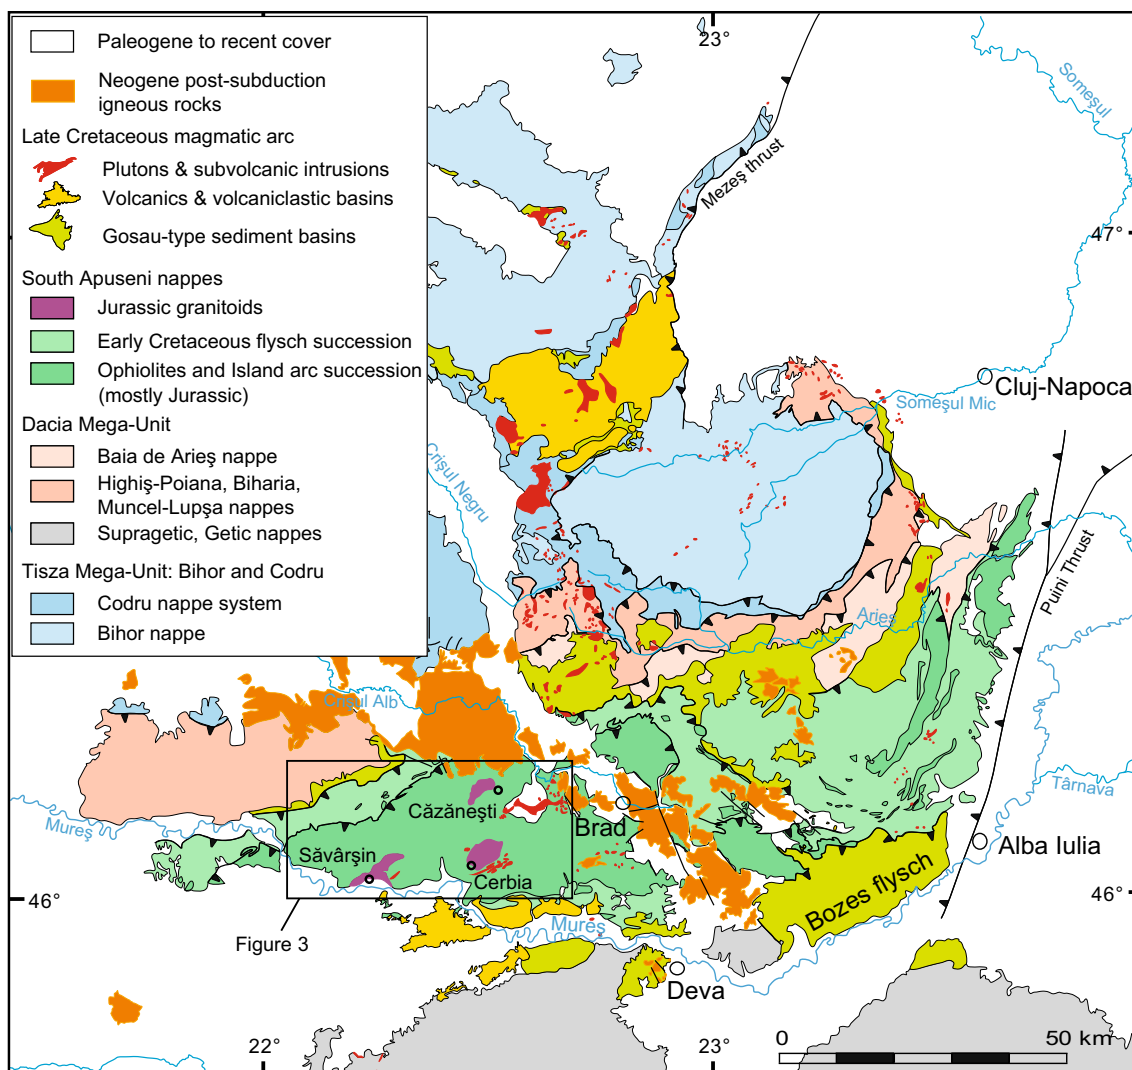 Paleogene to recent cover
Neogene post-subduction
igneous rocks
Late Cretaceous magmatic arc
Plutons & subvolcanic intrusions
Volcanics & volcaniclastic basins
Gosau-type sediment basins
South Apuseni nappes
Jurassic granitoids
Early Cretaceous flysch succession
Ophiolites and Island arc succession
(mostly Jurassic)
Dacia Mega-Unit
Baia de Arieş nappe
Highiş-Poiana, Biharia,
Muncel-Lupşa nappes
Supragetic, Getic nappes
Tisza Mega-Unit: Bihor and Codru
Codru nappe system
Bihor nappe
23°
Someşul
Mezeş thrust
47°
Cluj-Napoca
Someşul Mic
Crişul Negru
Puini Thrust
Arieş
Crişul Alb
Târnava
Mureş
Căzăneşti
Brad
Săvârşin
Cerbia
Alba Iulia
Bozes flysch
46°
46°
Mureş
Figure 3
Deva
22°
23°
0
50 km